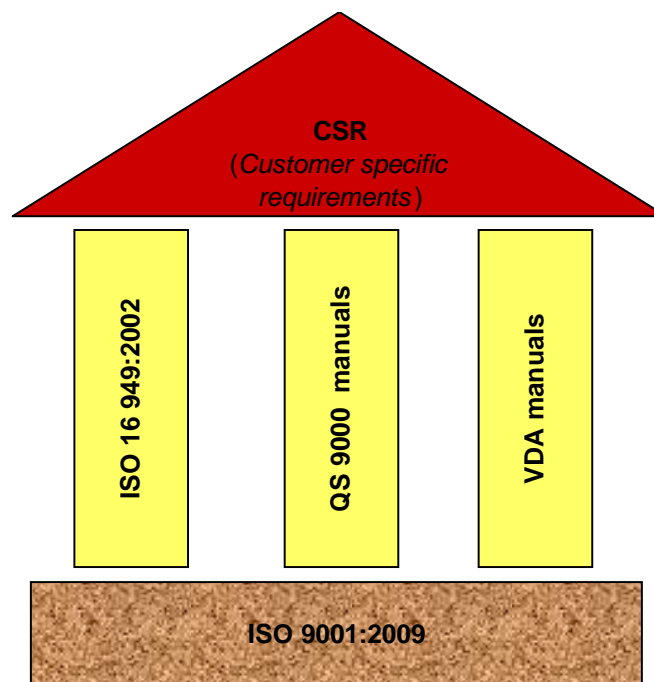 CSR
(Customer specific
requirements)
ISO 16 949:2002
QS 9000 manuals
VDA manuals
ISO 9001:2009